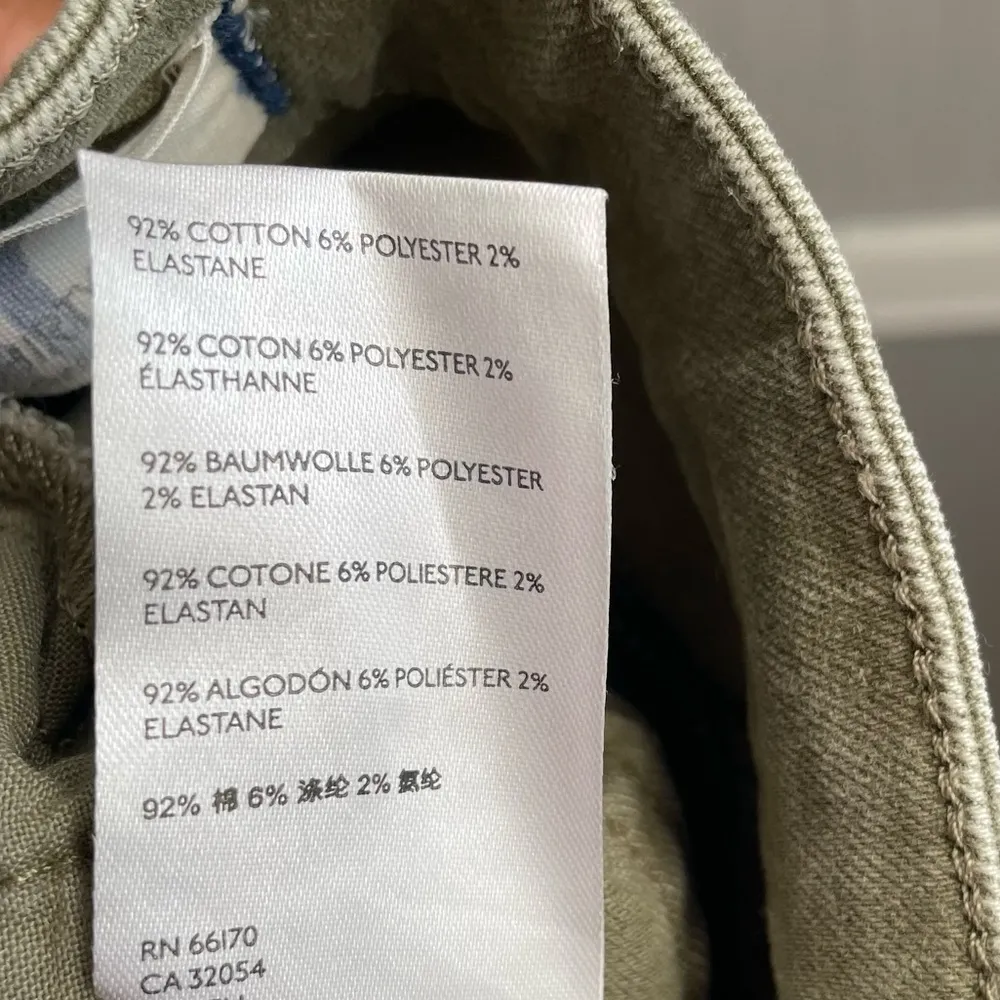 92% COTTON 6% POLYESTER 2%
ELASTANE
92% COTON 6% POLYESTER 2%
ÉLASTHANNE
92% BAUMWOLLE 6% POLYESTER
2% ELASTAN
92% COTONE 6% POLIESTERE 2%
ELASTAN
92% ALGODÓN 6% POLIÉSTER 2%
ELASTANE
92% 棉 6% 涤纶 2% 氨纶
RN 66170
CA 32054